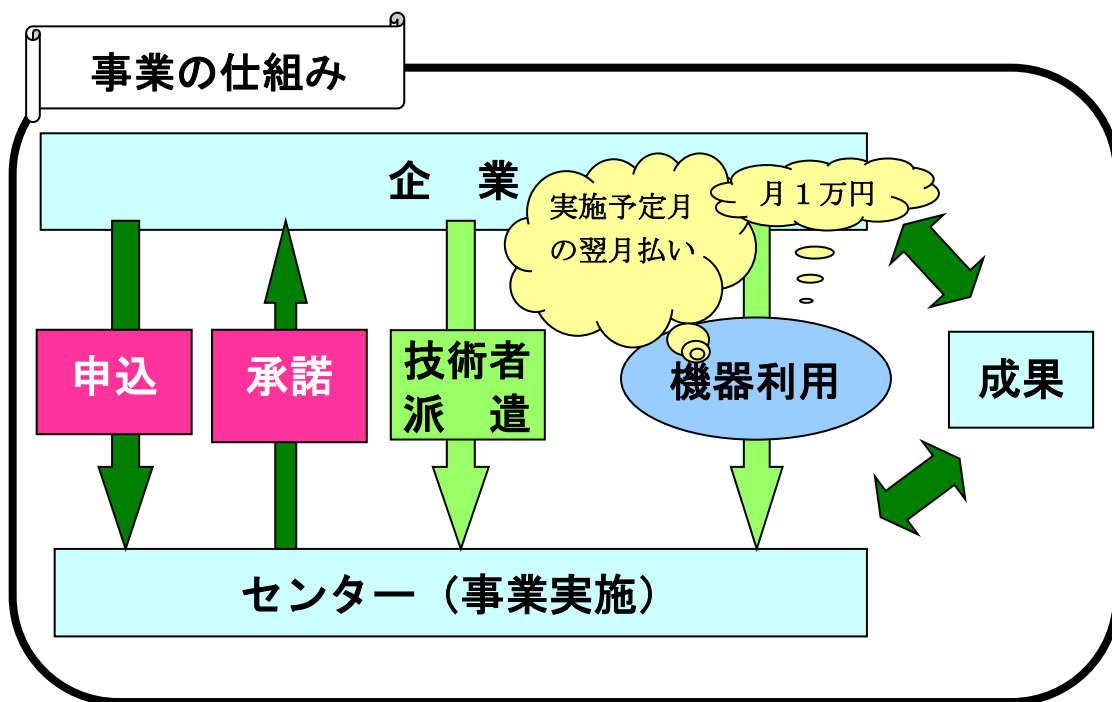 事業の仕組み
企　業
実施予定月
の翌月払い
月１万円
申込
承諾
技術者
派　遣
機器利用
成果
センター（事業実施）